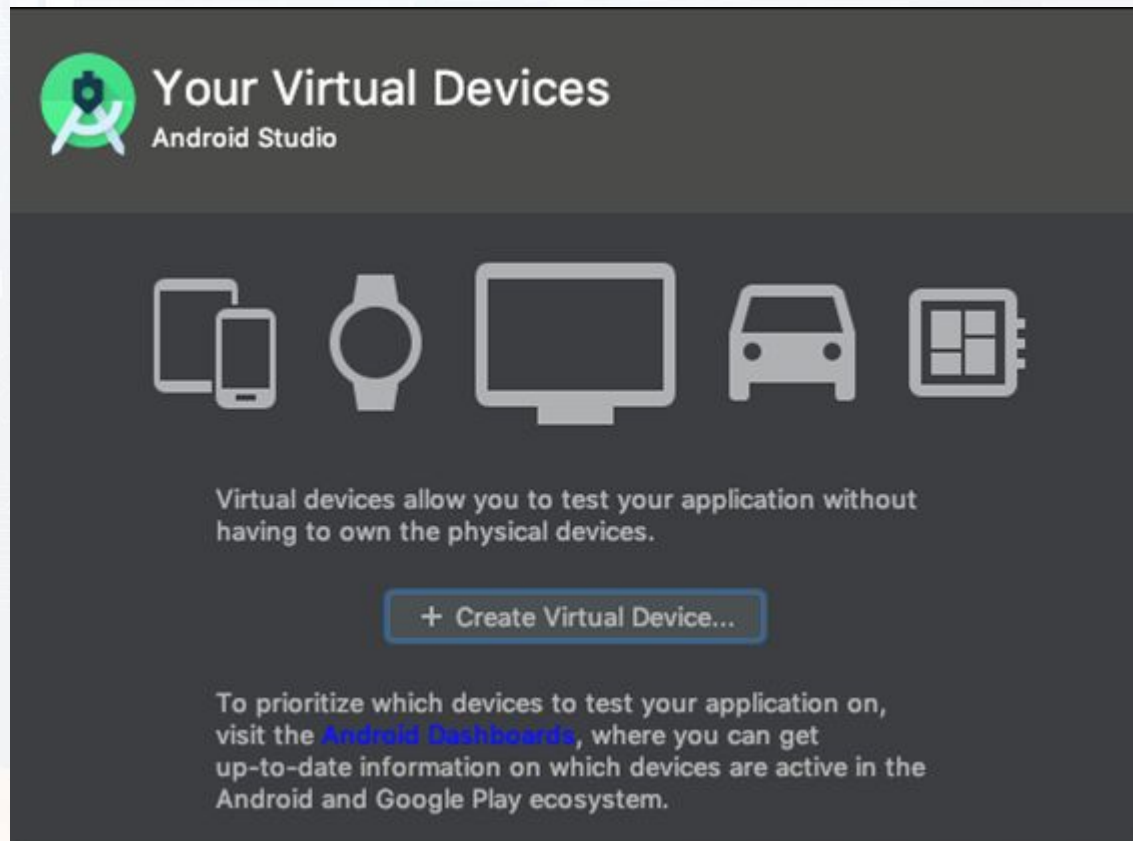 Your Virtual Devices
Android Studio
Virtual devices allow you to test your application without
having to own the physical devices.
+ Create Virtual Device...
To prioritize which devices to test your application on,
visit the Android Dashboards, where you can get
up-to-date information on which devices are active in the
Android and Google Play ecosystem.